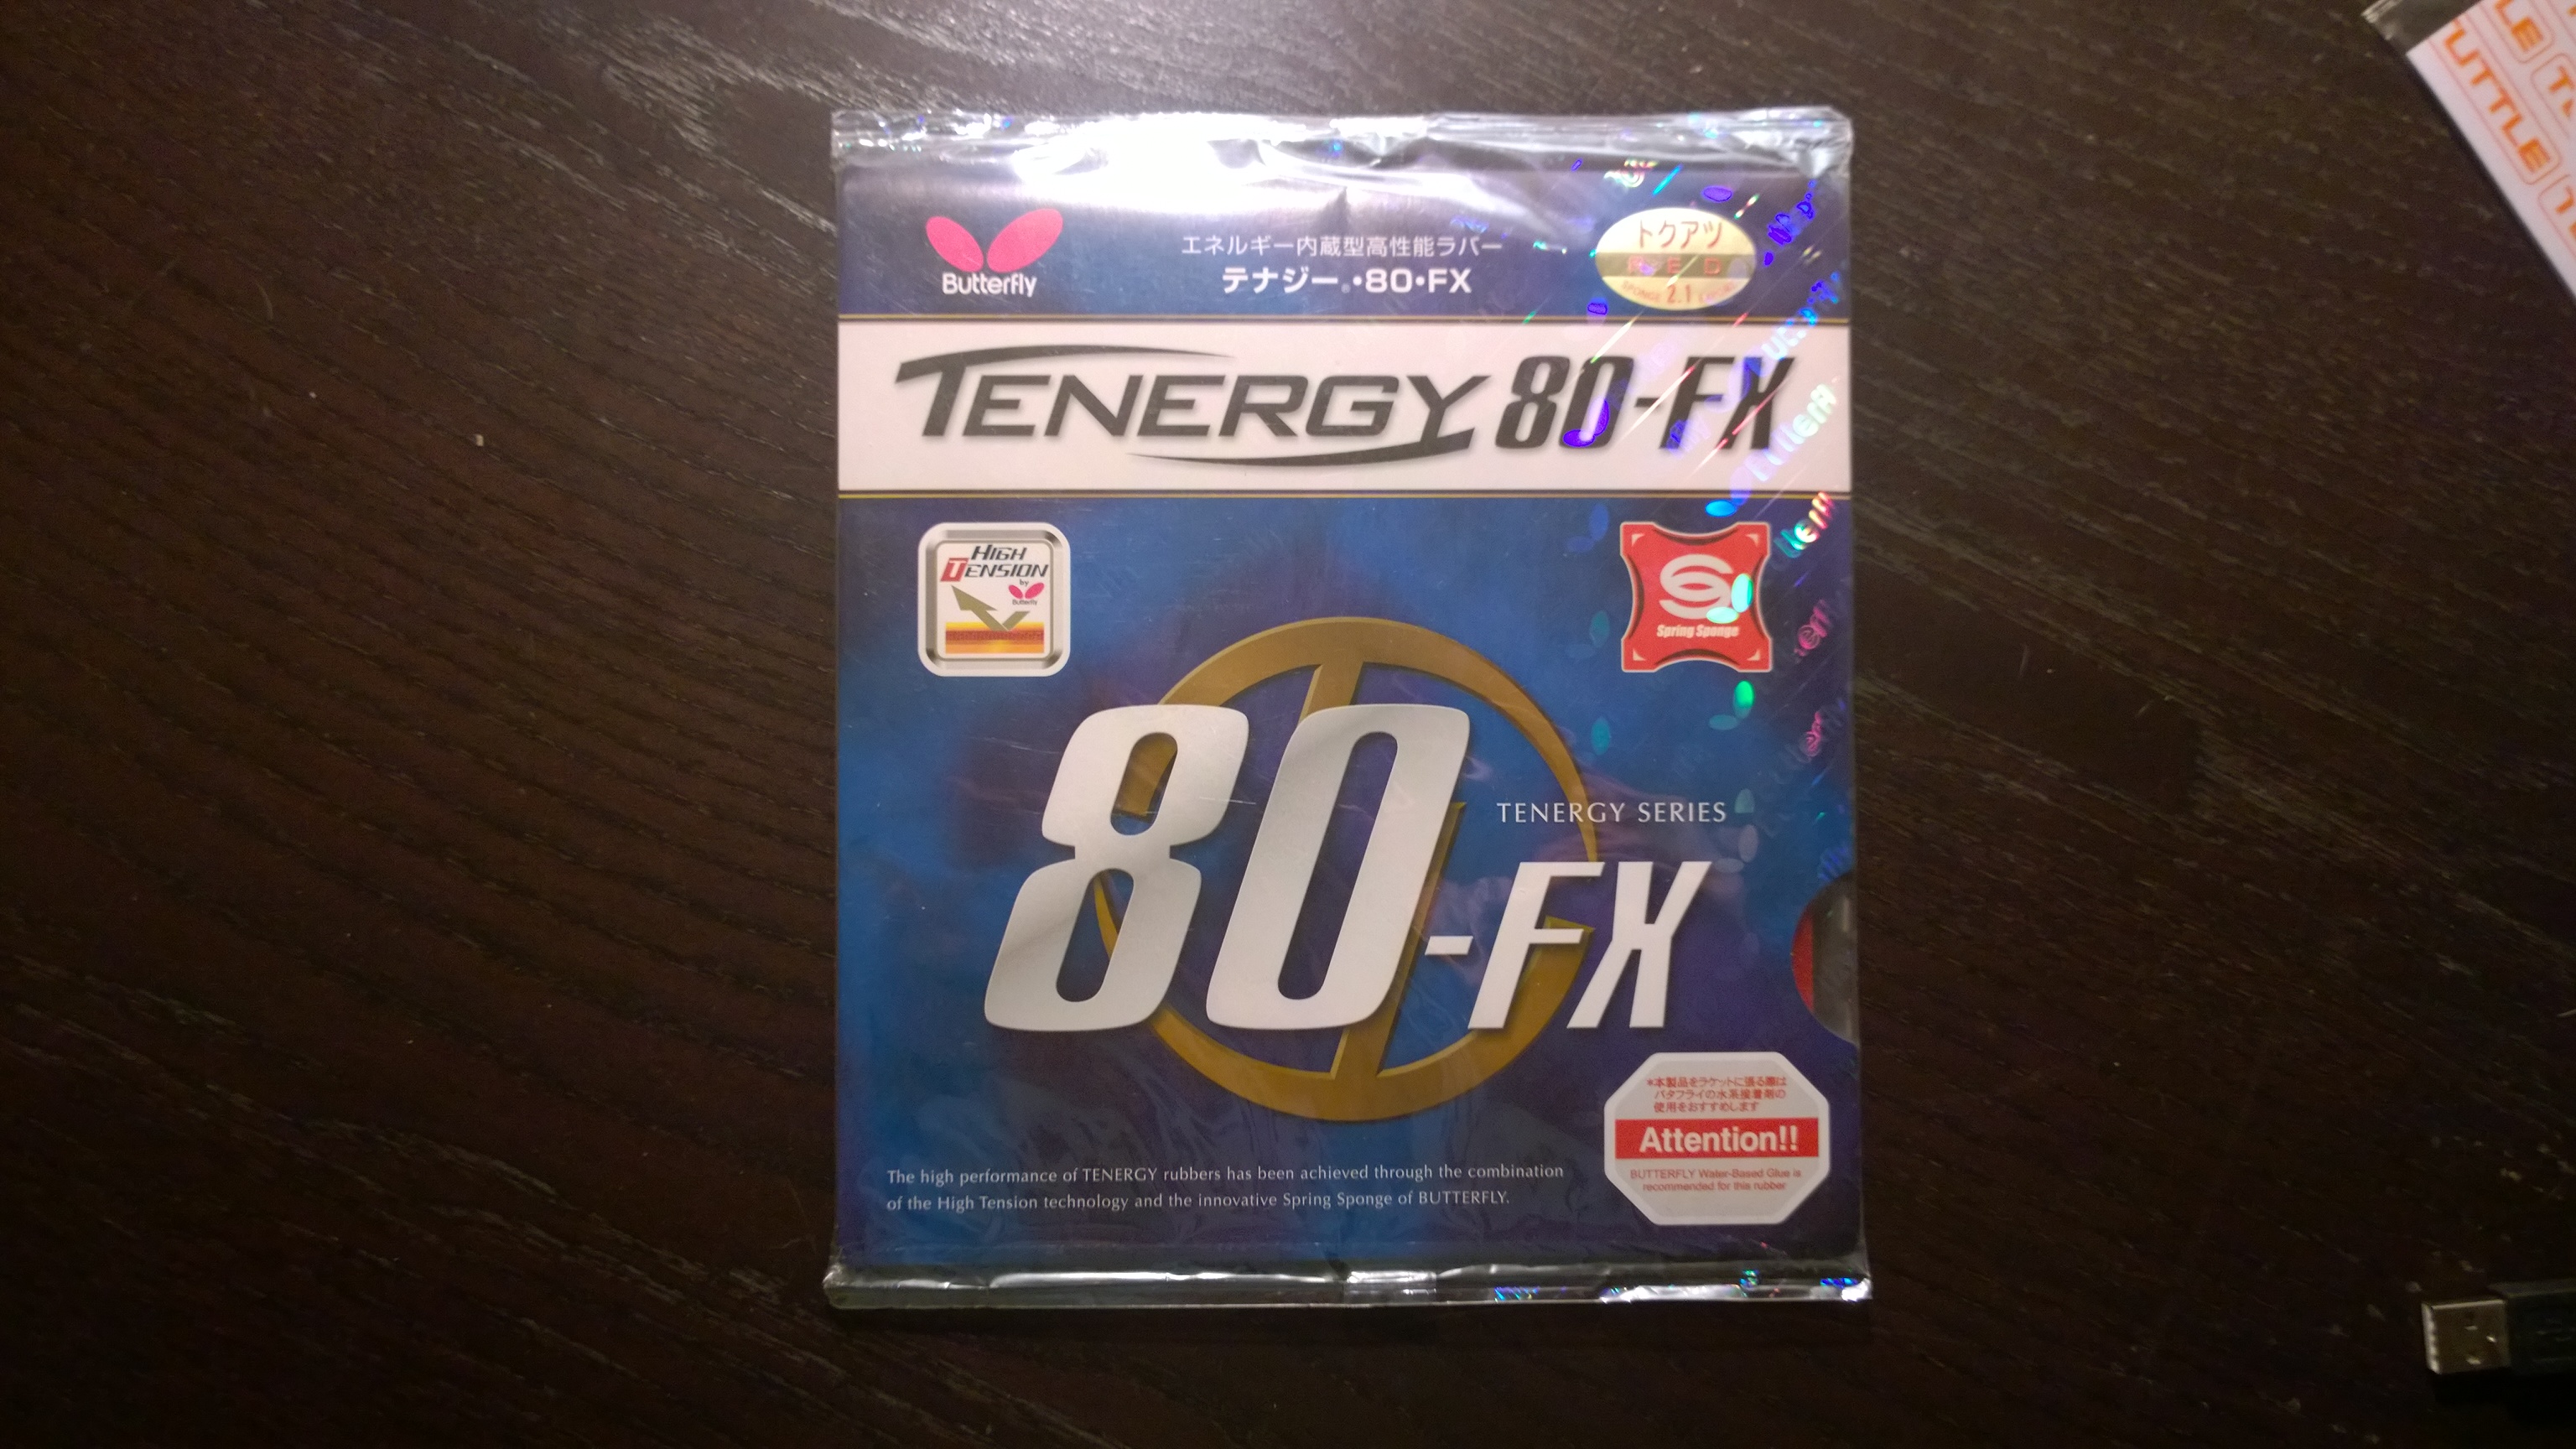 Butterfly
エネルギー内蔵型高性能ラバー
テナジー®•80•FX
トクアツ
RED
SPONGE 2.1
TENERGY 80-FX
HIGH
TENSION
by
Butterfly
Spring Sponge
80-FX
TENERGY SERIES
The high performance of TENERGY rubbers has been achieved through the combination
of the High Tension technology and the innovative Spring Sponge of BUTTERFLY.
*本製品をラケットに張る際は
バタフライの水系接着剤の
使用をおすすめします
Attention!!
BUTTERFLY Water-Based Glue is
recommended for this rubber
UTTLE
UTTLE